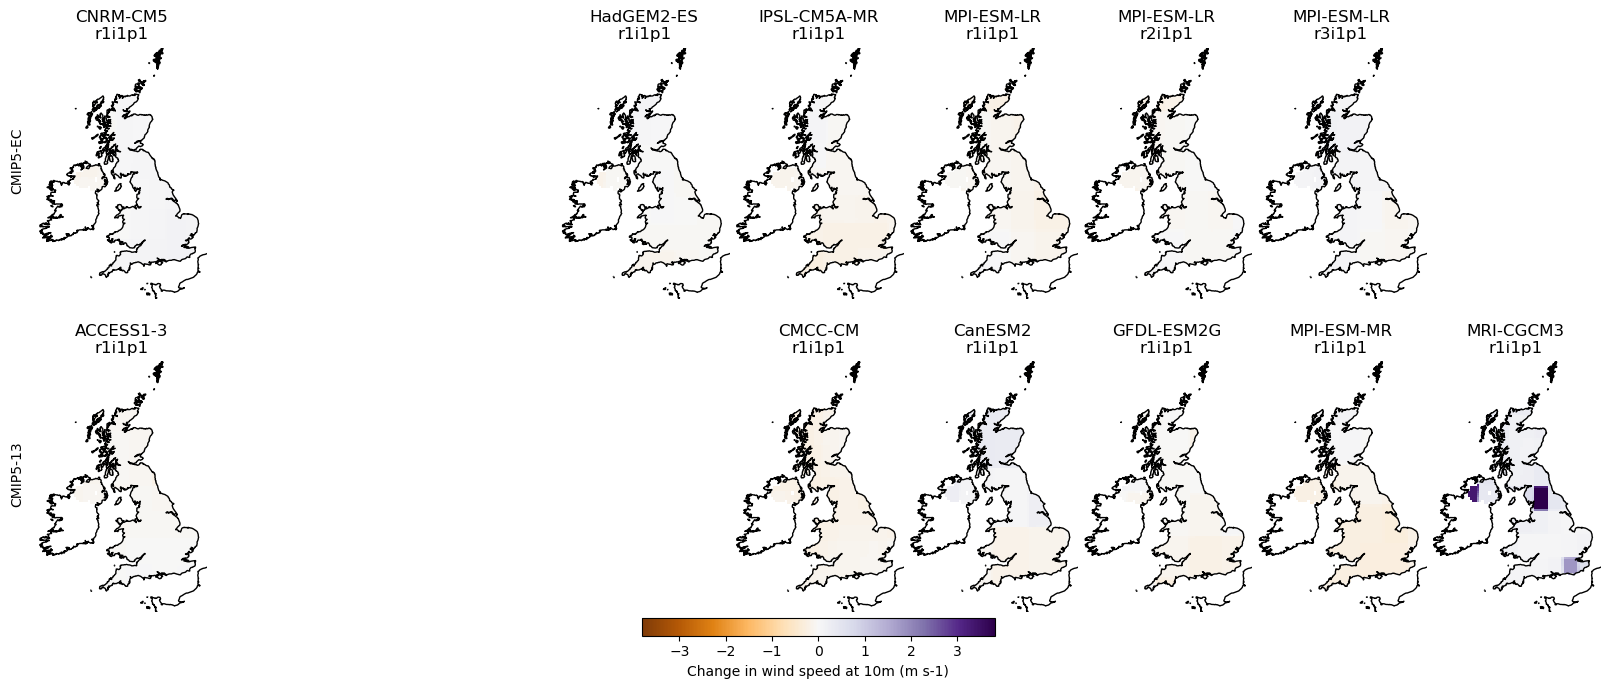 CNRM-CM5
r1i1p1
HadGEM2-ES
r1i1p1
IPSL-CM5A-MR
r1i1p1
MPI-ESM-LR
r1i1p1
MPI-ESM-LR
r2i1p1
MPI-ESM-LR
r3i1p1
CMIP5-EC
ACCESS1-3
r1i1p1
CMCC-CM
r1i1p1
CanESM2
r1i1p1
GFDL-ESM2G
r1i1p1
MPI-ESM-MR
r1i1p1
MRI-CGCM3
r1i1p1
CMIP5-13
−3 −2 −1 0 1 2 3
Change in wind speed at 10m (m s-1)